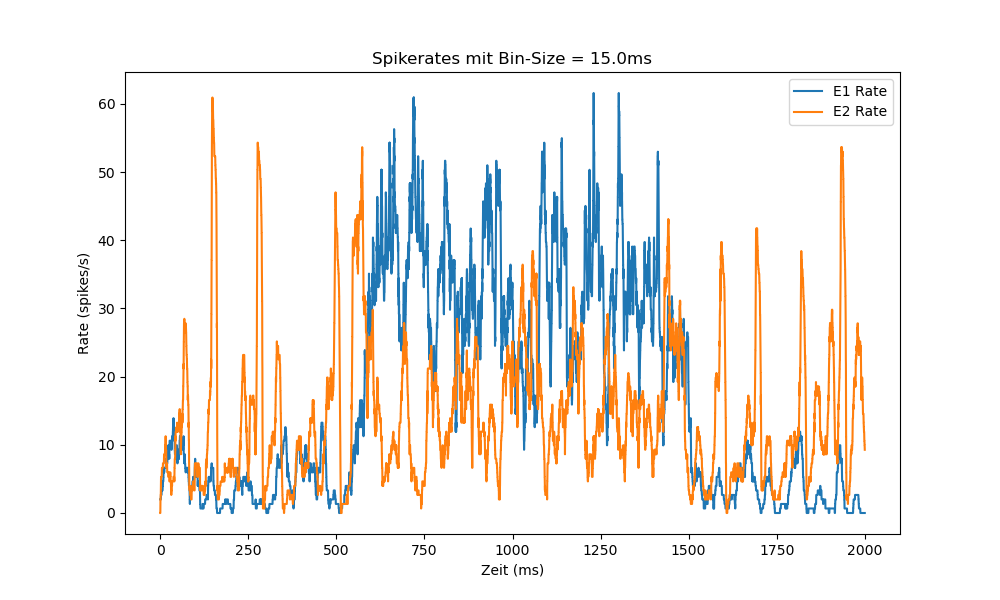 Spikerates mit Bin-Size = 15.0ms
E1 Rate
E2 Rate
Rate (spikes/s)
60
50
40
30
20
10
0
0 250 500 750 1000 1250 1500 1750 2000
Zeit (ms)